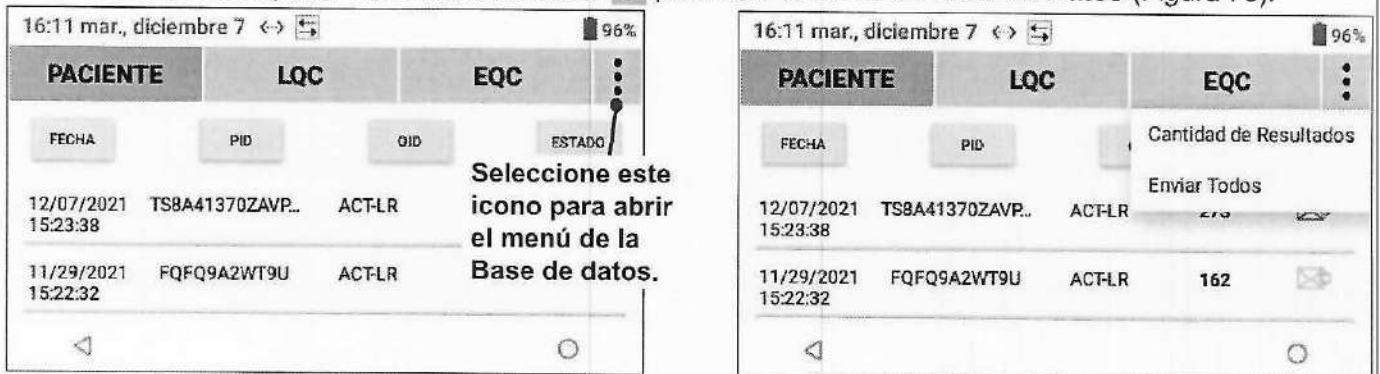 (Figura
16:11 mar., diciembre 7
96%
PACIENTE LQC EQC
FECHA PID OID ESTADO
12/07/2021 TS8A41370ZAVP... ACT-LR
15:23:38
11/29/2021 FQFQ9A2WT9U ACT-LR
15:22:32
Seleccione este
icono para abrir
el menú de la
Base de datos.
16:11 mar., diciembre 7
96%
PACIENTE LQC EQC
FECHA PID
Cantidad de Resultados
Enviar Todos
12/07/2021 TS8A41370ZAVP... ACT-LR
15:23:38
11/29/2021 FQFQ9A2WT9U ACT-LR 162
15:22:32